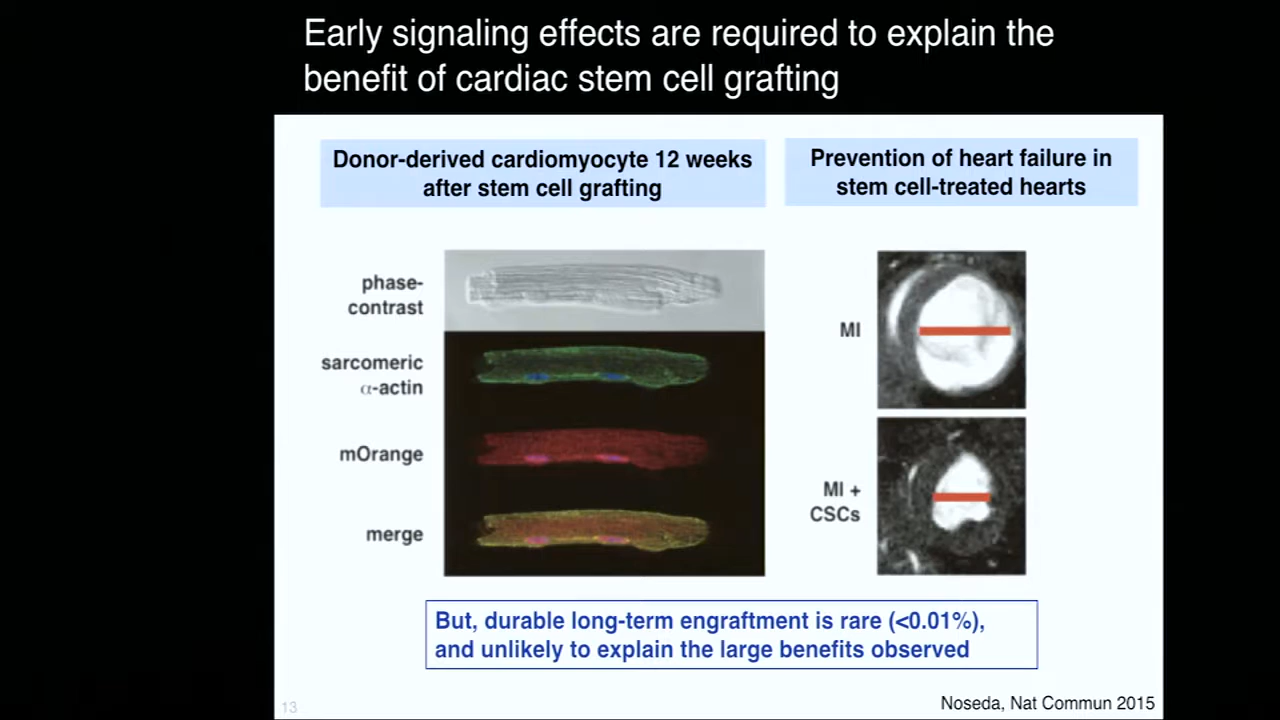 Early signaling effects are required to explain the
benefit of cardiac stem cell grafting
Donor-derived cardiomyocyte 12 weeks
after stem cell grafting
Prevention of heart failure in
stem cell-treated hearts
phase-
contrast
sarcomeric
α-actin
mOrange
merge
MI
MI +
CSCs
But, durable long-term engraftment is rare (<0.01%),
and unlikely to explain the large benefits observed
13
Noseda, Nat Commun 2015